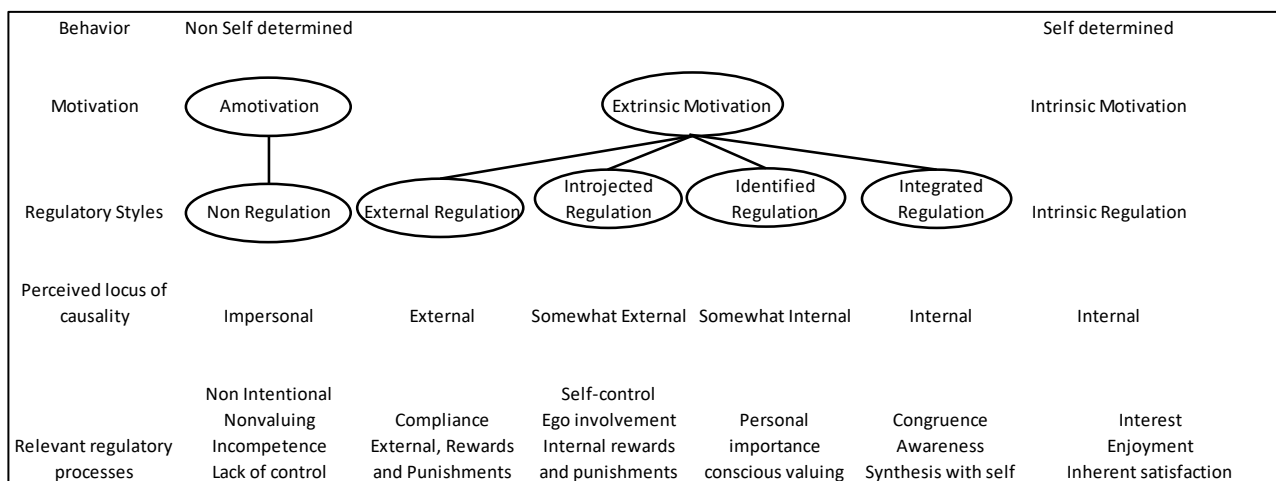 Behavior Non Self determined Self determined
Motivation Amotivation Extrinsic Motivation Intrinsic Motivation
Introjected Identified Integrated
Regulatory Styles Non Regulation External Regulation Regulation Regulation Regulation Intrinsic Regulation
Perceived locus of
causality Impersonal External Somewhat External Somewhat Internal Internal Internal
Non Intentional Self-control
Nonvaluing Compliance Ego involvement Personal Congruence Interest
Relevant regulatory Incompetence External, Rewards Internal rewards importance Awareness Enjoyment
processes Lack of control and Punishments and punishments conscious valuing Synthesis with self Inherent satisfaction